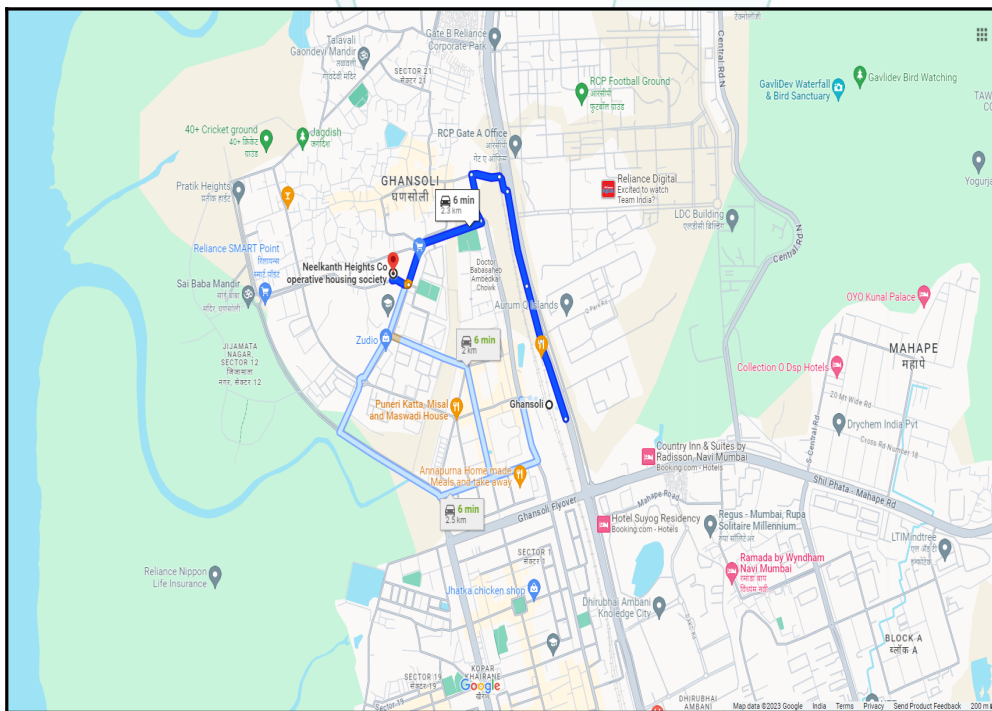 Talavali
Gaondev Mandir
तळवली
गावदेवी मंदिर
Gate B Reliance
Corporate Park
SECTOR 21
सेक्टर 21
Central Rd N
RCP Football Ground
आरसीपी
फुटबॉल ग्राउंड
GavliDev Waterfall
& Bird Sanctuary
Gavlidev Bird Watching
40+ Cricket ground
40+ क्रिकेट
ग्राउंड
Jagdish
जगदिश
RCP Gate A Office
आरसीपी
गेट ए ऑफिस
Pratik Heights
प्रतीक हाईट
GHANSOLI
घणसोली
6 min
2.3 km
Reliance Digital
Excited to watch
Team India?
Yogurja
LDC Building
एलडीसी बिल्डिंग
Central Rd N
Reliance SMART Point
रिलायन्स
स्मार्ट पॉइंट
Neelkanth Heights Co
operative housing society
Doctor
Babasaheb
Ambedkar
Chowk
Sai Baba Mandir
Aurum Q Islands
Q Park Rd
OYO Kunal Palace
Zudio
6 min
2 km
JIJAMATA
NAGAR,
SECTOR 12
जिजामाता
नगर, सेक्टर 12
MAHAPE
महापे
Collection O Dsp Hotels
20 Mt Wide Rd
Puneri Katta, Misal
and Maswadi House
Ghansoli
Drychem India Pvt
S Central Rd
Cross Rd Number 18
Country Inn & Suites by
Radisson, Navi Mumbai
Booking.com - Hotels
Annapurna Home made
Meals and take away
Shil Phata - Mahape Rd
Mahape Road
6 min
2.5 km
Ghansoli Flyover
Hotel Suyog Residency
Booking.com - Hotels
Regus - Mumbai, Rupa
Solitaire Millennium...
LTIMindtree
SECTOR 1
सेक्टर 1
Ramada by Wyndham
Navi Mumbai
Reliance Nippon
Life Insurance
Jhatka chicken shop
Dhirubhai Ambani
Knoledge City
BLOCK A
ब्लॉक A
KOPAR
KHAIRANE
SECTOR 19
सेक्टर 19
Google
Sector-19
DHIRUBHAI
AMBANI
Map data ©2023 Google India Terms Privacy Send Product Feedback 200 m